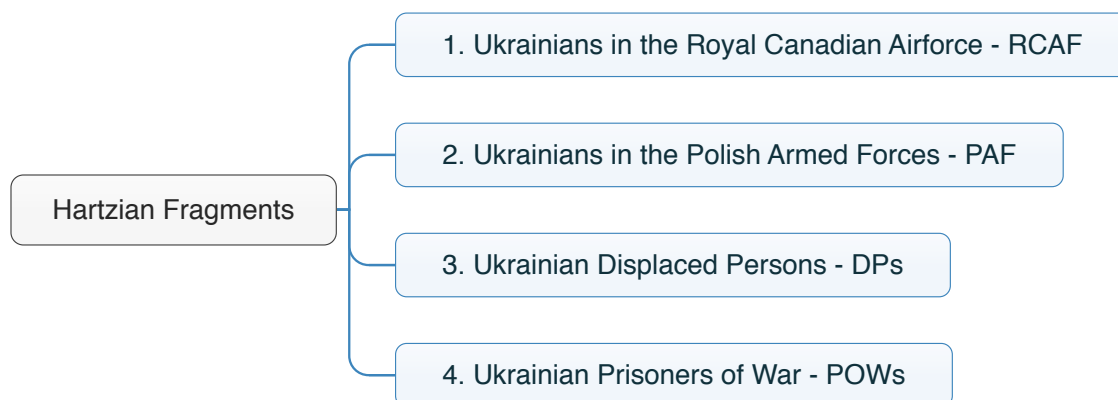 Hartzian Fragments
1. Ukrainians in the Royal Canadian Airforce - RCAF
2. Ukrainians in the Polish Armed Forces - PAF
3. Ukrainian Displaced Persons - DPs
4. Ukrainian Prisoners of War - POWs